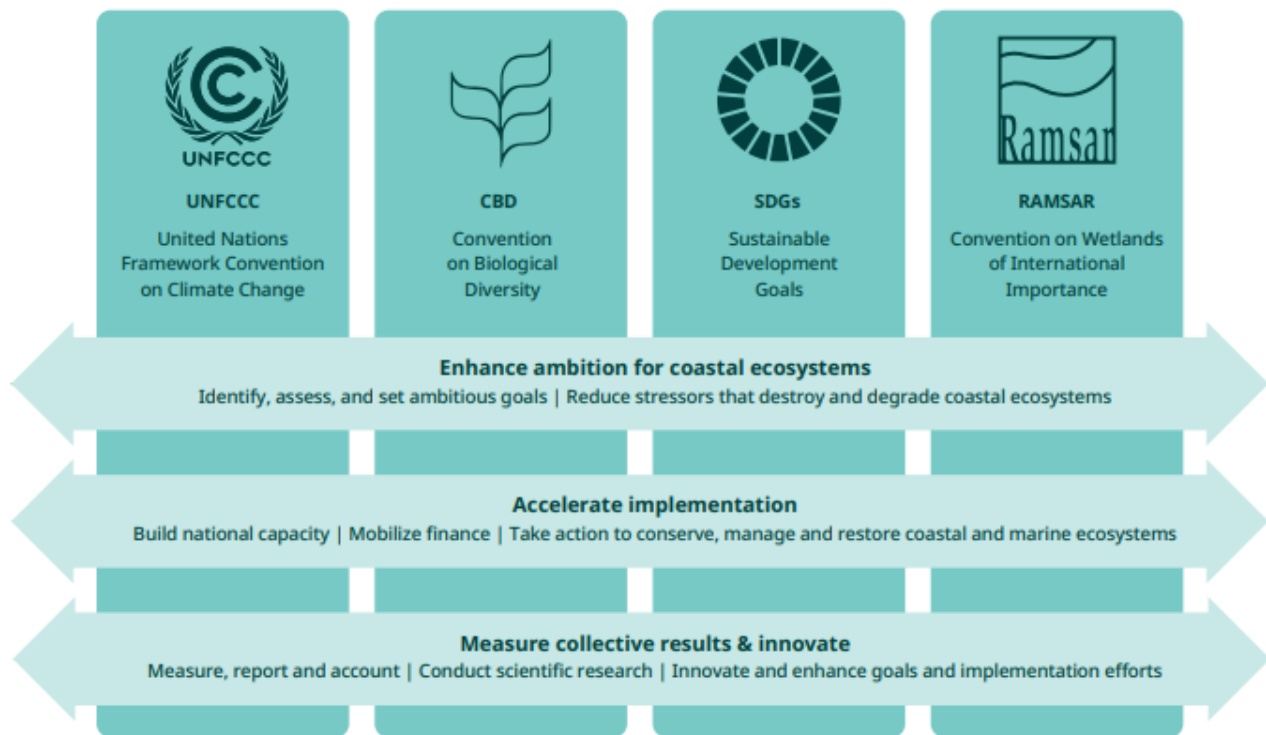 UNFCCC
Ramsar
UNFCCC
CBD
SDGs
RAMSAR
United Nations
Framework Convention
on Climate Change
Convention
on Biological
Diversity
Sustainable
Development
Goals
Convention on Wetlands
of International
Importance
Enhance ambition for coastal ecosystems
Identify, assess, and set ambitious goals | Reduce stressors that destroy and degrade coastal ecosystems
Accelerate implementation
Build national capacity | Mobilize finance | Take action to conserve, manage and restore coastal and marine ecosystems
Measure collective results & innovate
Measure, report and account | Conduct scientific research | Innovate and enhance goals and implementation efforts